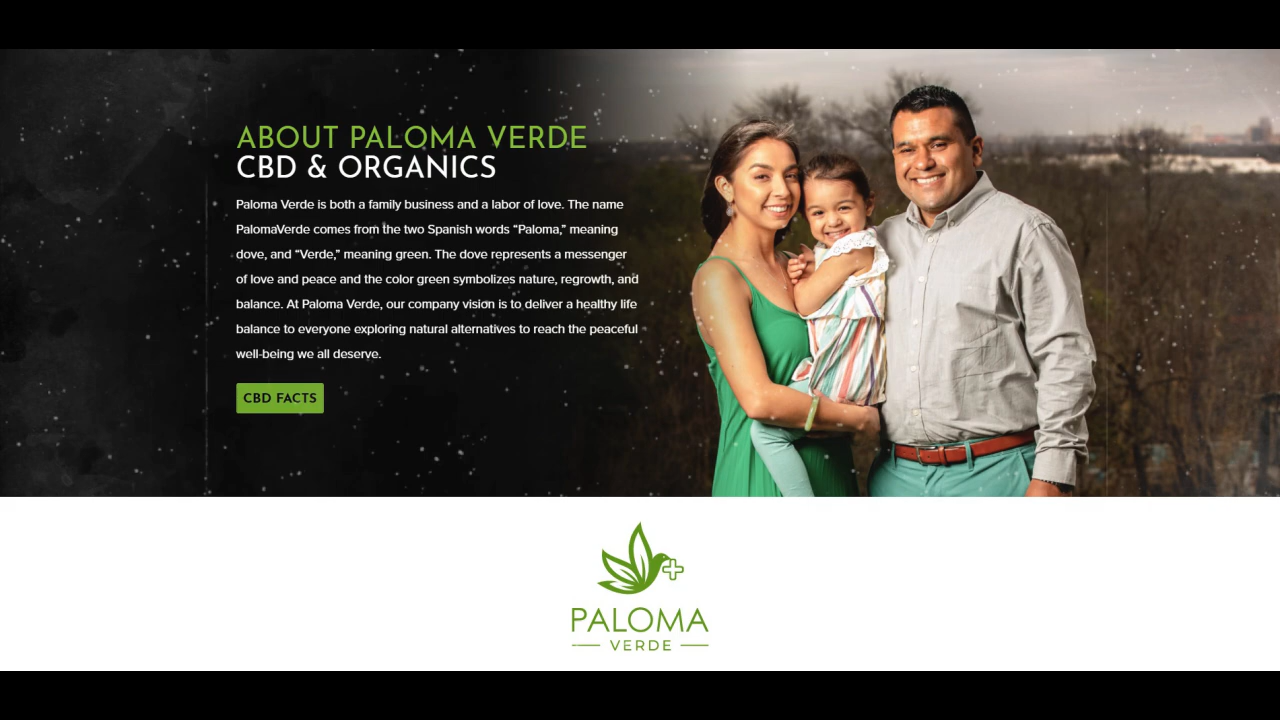 ABOUT PALOMA VERDE
CBD & ORGANICS
Paloma Verde is both a family business and a labor of love. The name
PalomaVerde comes from the two Spanish words “Paloma,” meaning
dove, and “Verde,” meaning green. The dove represents a messenger
of love and peace and the color green symbolizes nature, regrowth, and
balance. At Paloma Verde, our company vision is to deliver a healthy life
balance to everyone exploring natural alternatives to reach the peaceful
well-being we all deserve.
CBD FACTS
PALOMA
VERDE